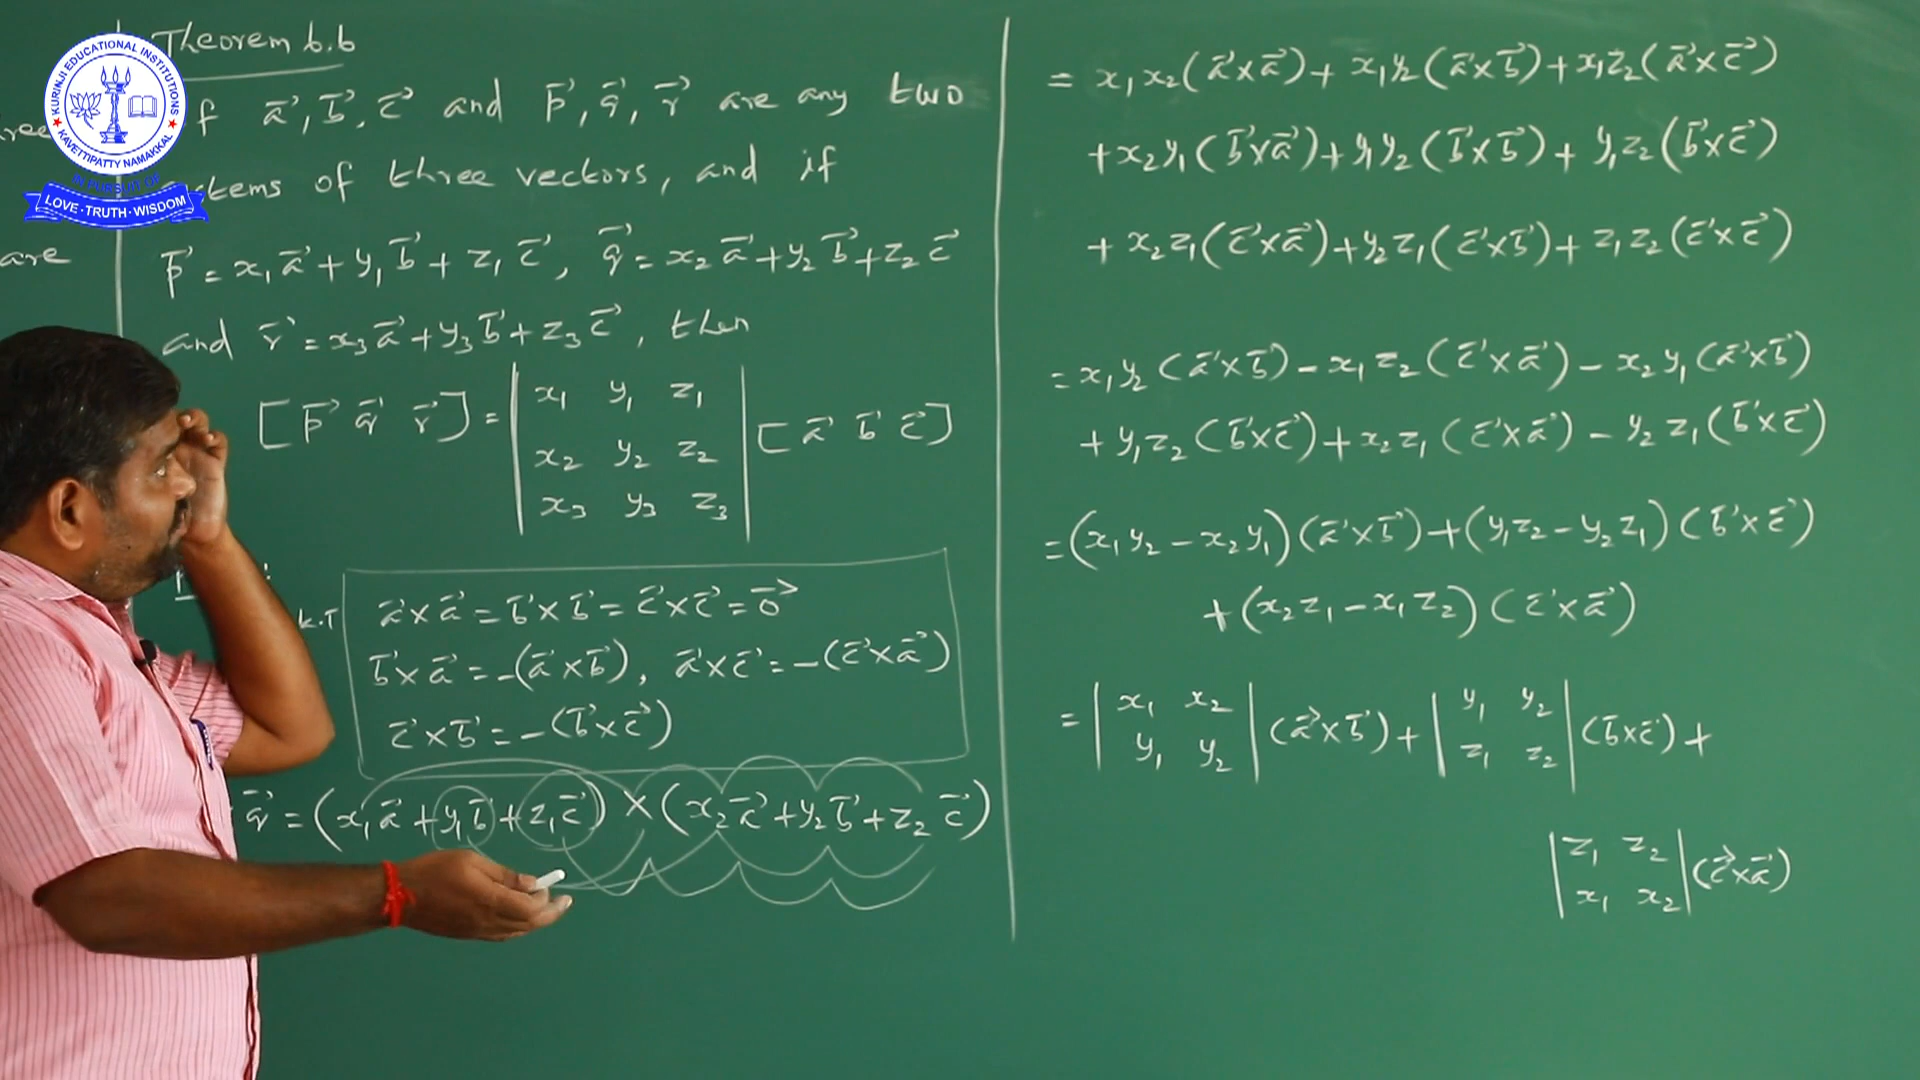 KURINJI EDUCATIONAL INSTITUTIONS
KAVETTIPATTY NAMAKKAL
IN PURSUIT OF
LOVE · TRUTH · WISDOM
are
Theorem 6.6
f a⃗, b⃗, c⃗ and p⃗, q⃗, r⃗ are any two
tems of three vectors, and if
p⃗ = x₁a⃗ + y₁b⃗ + z₁c⃗, q⃗ = x₂a⃗ + y₂b⃗ + z₂c⃗
and r⃗ = x₃a⃗ + y₃b⃗ + z₃c⃗, then
[p⃗ q⃗ r⃗] = | x₁ y₁ z₁ | [a⃗ b⃗ c⃗]
| x₂ y₂ z₂ |
| x₃ y₃ z₃ |
k.T a⃗×a⃗ = b⃗×b⃗ = c⃗×c⃗ = 0⃗
b⃗×a⃗ = -(a⃗×b⃗), a⃗×c⃗ = -(c⃗×a⃗)
c⃗×b⃗ = -(b⃗×c⃗)
q⃗ = (x₁a⃗ + y₁b⃗ + z₁c⃗) × (x₂a⃗ + y₂b⃗ + z₂c⃗)
= x₁x₂(a⃗×a⃗) + x₁y₂(a⃗×b⃗) + x₁z₂(a⃗×c⃗)
+ x₂y₁(b⃗×a⃗) + y₁y₂(b⃗×b⃗) + y₁z₂(b⃗×c⃗)
+ x₂z₁(c⃗×a⃗) + y₂z₁(c⃗×b⃗) + z₁z₂(c⃗×c⃗)
= x₁y₂(a⃗×b⃗) - x₁z₂(c⃗×a⃗) - x₂y₁(a⃗×b⃗)
+ y₁z₂(b⃗×c⃗) + x₂z₁(c⃗×a⃗) - y₂z₁(b⃗×c⃗)
= (x₁y₂ - x₂y₁)(a⃗×b⃗) + (y₁z₂ - y₂z₁)(b⃗×c⃗)
+ (x₂z₁ - x₁z₂)(c⃗×a⃗)
= | x₁ x₂ | (a⃗×b⃗) + | y₁ y₂ | (b⃗×c⃗) +
| y₁ y₂ | | z₁ z₂ |
| z₁ z₂ | (c⃗×a⃗)
| x₁ x₂ |